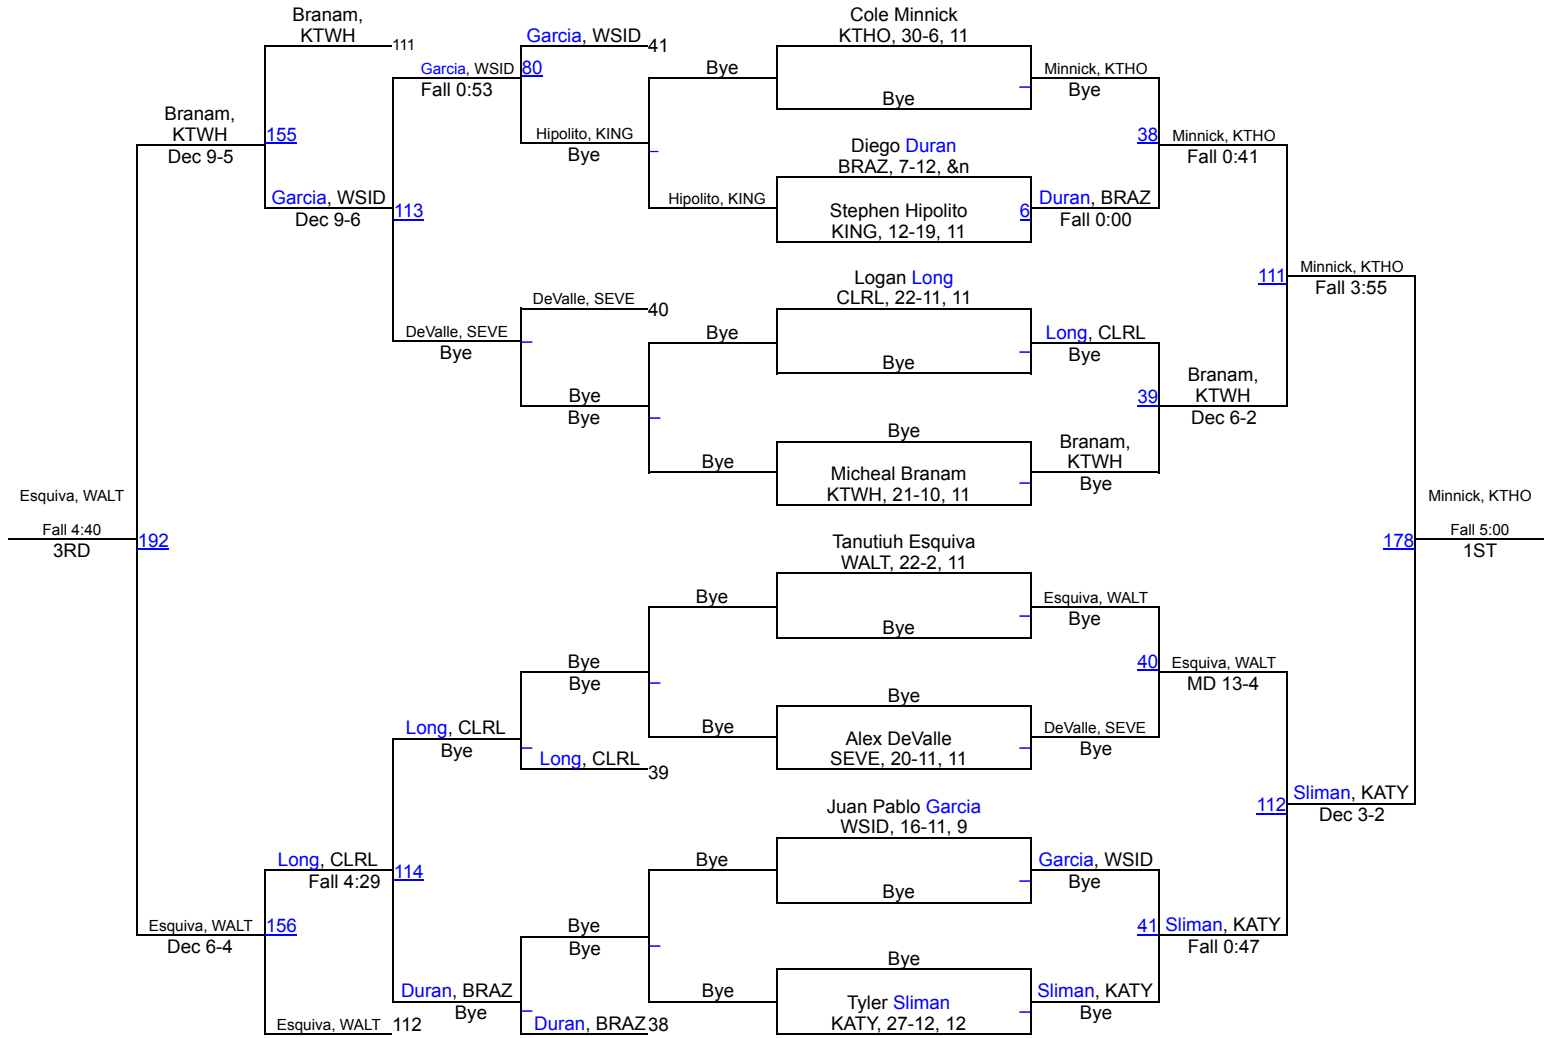 Branam,
KTWH
111
Garcia, WSID
41
Garcia, WSID
80
Fall 0:53
Branam,
KTWH
155
Dec 9-5
Hipolito, KING
Bye
Garcia, WSID
113
Dec 9-6
DeValle, SEVE
40
DeValle, SEVE
Bye
Bye
Bye
Esquiva, WALT
Fall 4:40
192
3RD
Bye
Bye
Long, CLRL
Bye
Long, CLRL
39
Long, CLRL
114
Fall 4:29
Esquiva, WALT
156
Dec 6-4
Bye
Bye
Duran, BRAZ
Bye
Duran, BRAZ
38
Esquiva, WALT
112
Bye
Hipolito, KING
Bye
Bye
Bye
Bye
Bye
Bye
Cole Minnick
KTHO, 30-6, 11
Bye
Diego Duran
BRAZ, 7-12, &n
Stephen Hipolito
KING, 12-19, 11
6
Logan Long
CLRL, 22-11, 11
Bye
Bye
Micheal Branam
KTWH, 21-10, 11
Tanutiuh Esquiva
WALT, 22-2, 11
Bye
Bye
Alex DeValle
SEVE, 20-11, 11
Juan Pablo Garcia
WSID, 16-11, 9
Bye
Bye
Tyler Sliman
KATY, 27-12, 12
Minnick, KTHO
Bye
38
Minnick, KTHO
Fall 0:41
Duran, BRAZ
Fall 0:00
Long, CLRL
Bye
39
Branam,
KTWH
Dec 6-2
Branam,
KTWH
Bye
111
Minnick, KTHO
Fall 3:55
Esquiva, WALT
Bye
40
Esquiva, WALT
MD 13-4
DeValle, SEVE
Bye
112
Sliman, KATY
Dec 3-2
Garcia, WSID
Bye
41
Sliman, KATY
Fall 0:47
Sliman, KATY
Bye
Minnick, KTHO
Fall 5:00
178
1ST